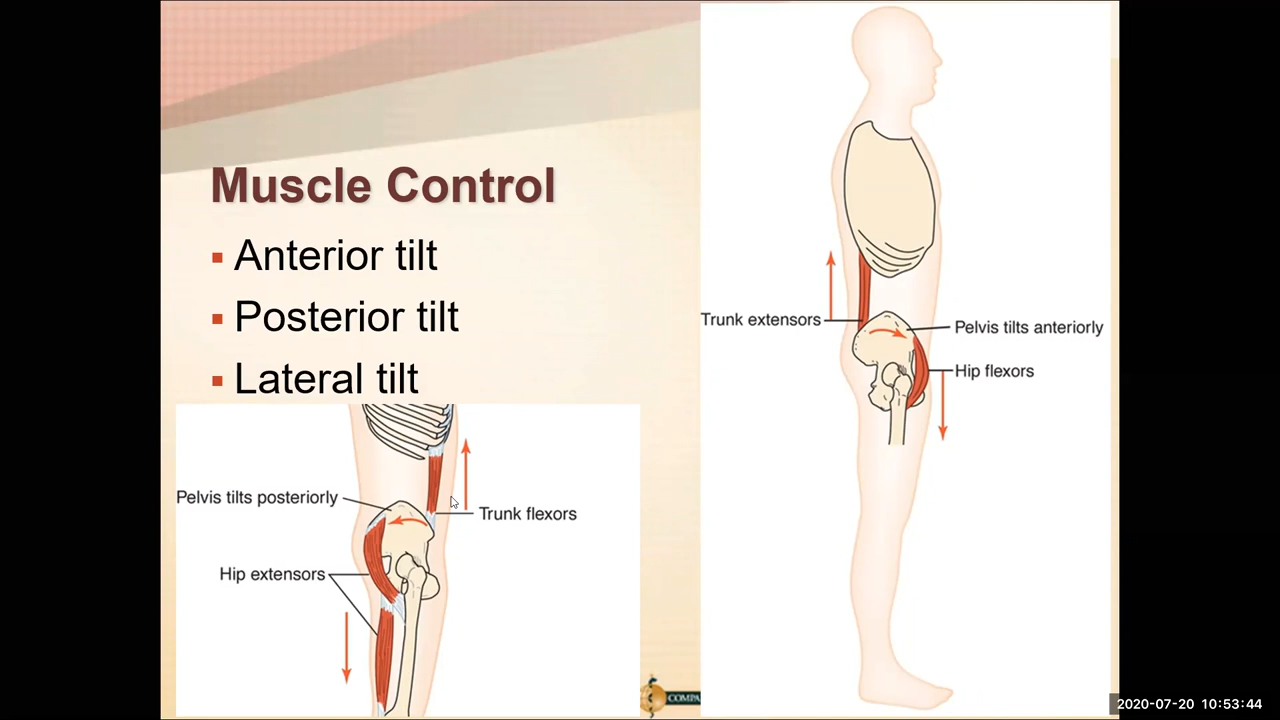 Muscle Control
▪ Anterior tilt
▪ Posterior tilt
▪ Lateral tilt
Pelvis tilts posteriorly
Trunk flexors
Hip extensors
Trunk extensors
Pelvis tilts anteriorly
Hip flexors
2020-07-20 10:53:44